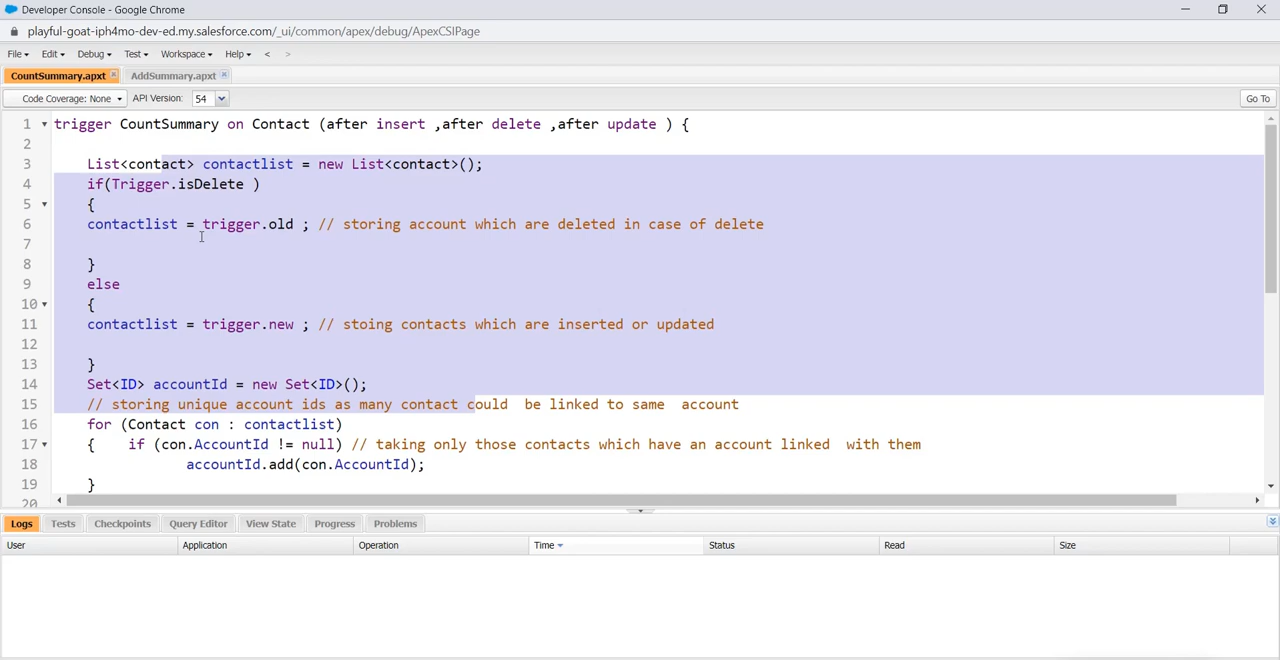 Developer Console - Google Chrome
playful-goat-iph4mo-dev-ed.my.salesforce.com/_ui/common/apex/debug/ApexCSIPage
File Edit Debug Test Workspace Help < >
CountSummary.apxt AddSummary.apxt
Code Coverage: None API Version: 54 Go To
1 trigger CountSummary on Contact (after insert ,after delete ,after update ) {
2
3 List<contact> contactlist = new List<contact>();
4 if(Trigger.isDelete )
5 {
6 contactlist = trigger.old ; // storing account which are deleted in case of delete
7
8 }
9 else
10 {
11 contactlist = trigger.new ; // stoing contacts which are inserted or updated
12
13 }
14 Set<ID> accountId = new Set<ID>();
15 // storing unique account ids as many contact could be linked to same account
16 for (Contact con : contactlist)
17 { if (con.AccountId != null) // taking only those contacts which have an account linked with them
18 accountId.add(con.AccountId);
19 }
20
Logs Tests Checkpoints Query Editor View State Progress Problems
User Application Operation Time Status Read Size